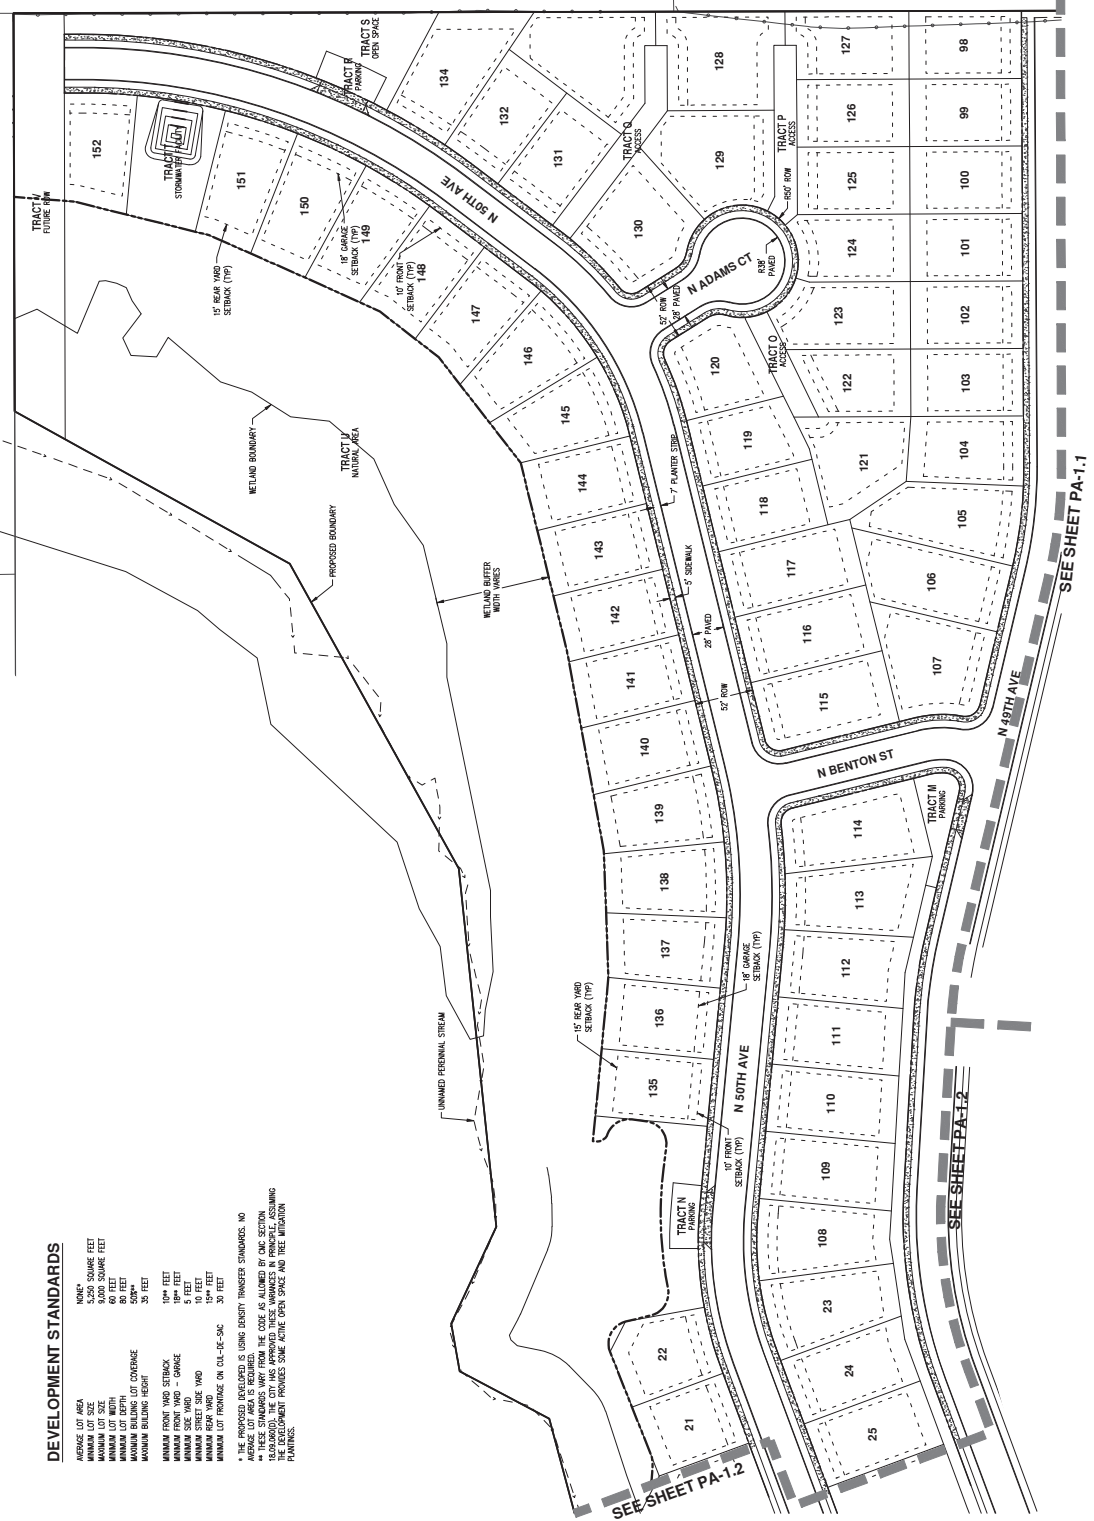 DEVELOPMENT STANDARDS
AVERAGE LOT AREA NONE*
MINIMUM LOT SIZE 5,250 SQUARE FEET
MAXIMUM LOT SIZE 9,000 SQUARE FEET
MINIMUM LOT WIDTH 60 FEET
MINIMUM LOT DEPTH 80 FEET
MAXIMUM BUILDING LOT COVERAGE 50%**
MAXIMUM BUILDING HEIGHT 35 FEET
MINIMUM FRONT YARD SETBACK 10** FEET
MINIMUM FRONT YARD - GARAGE 18** FEET
MINIMUM SIDE YARD 5 FEET
MINIMUM STREET SIDE YARD 10 FEET
MINIMUM REAR YARD 15** FEET
MINIMUM LOT FRONTAGE ON CUL-DE-SAC 30 FEET
* THE PROPOSED DEVELOPED IS USING DENSITY TRANSFER STANDARDS. NO
AVERAGE LOT AREA IS REQUIRED.
** THESE STANDARDS VARY FROM THE CODE AS ALLOWED BY CMC SECTION
18.09.060(D). THE CITY HAS APPROVED THESE VARIANCES IN PRINCIPLE, ASSUMING
THE DEVELOPMENT PROVIDES SOME ACTIVE OPEN SPACE AND TREE MITIGATION
PLANTINGS.
UNNAMED PERENNIAL STREAM
PROPOSED BOUNDARY
WETLAND BOUNDARY
TRACT U
NATURAL AREA
WETLAND BUFFER
WIDTH VARIES
FUTURE ROW
152
STORMWATER
151
150
149
148
147
146
145
144
143
142
141
140
139
138
137
136
135
15' REAR YARD
SETBACK (TYP)
18' GARAGE
SETBACK (TYP)
10' FRONT
SETBACK (TYP)
15' REAR YARD
SETBACK (TYP)
18' GARAGE
SETBACK (TYP)
10' FRONT
SETBACK (TYP)
TRACT N
PARKING
22
21
SEE SHEET PA-1.2
N 50TH AVE
N 50TH AVE
TRACT R
PARKING
TRACT S
OPEN SPACE
134
132
131
130
129
128
TRACT Q
ACCESS
TRACT P
ACCESS
R50' ROW
R38'
PAVED
N ADAMS CT
52' ROW
28' PAVED
7' PLANTER STRIP
5' SIDEWALK
28' PAVED
52' ROW
127
126
125
124
123
122
121
120
119
118
117
116
115
TRACT O
ACCESS
98
99
100
101
102
103
104
105
106
107
N BENTON ST
N 49TH AVE
SEE SHEET PA-1.1
TRACT M
PARKING
114
113
112
111
110
109
108
23
24
25
SEE SHEET PA-1.2